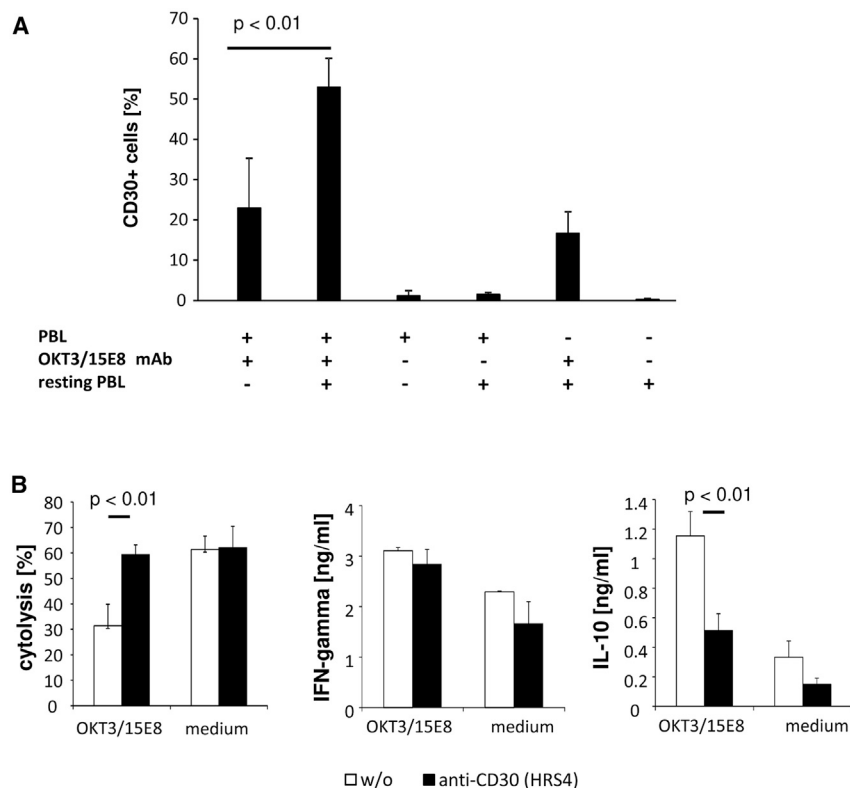 A
p < 0.01
CD30+ cells [%]
70
60
50
40
30
20
10
0
PBL + + + + - -
OKT3/15E8 mAb + + - - + -
resting PBL - + - + + +
B
p < 0.01
cytolysis [%]
80
70
60
50
40
30
20
10
0
OKT3/15E8 medium
IFN-gamma [ng/ml]
4
3
2
1
0
OKT3/15E8 medium
p < 0.01
IL-10 [ng/ml]
1.4
1.2
1
0.8
0.6
0.4
0.2
0
OKT3/15E8 medium
w/o anti-CD30 (HRS4)